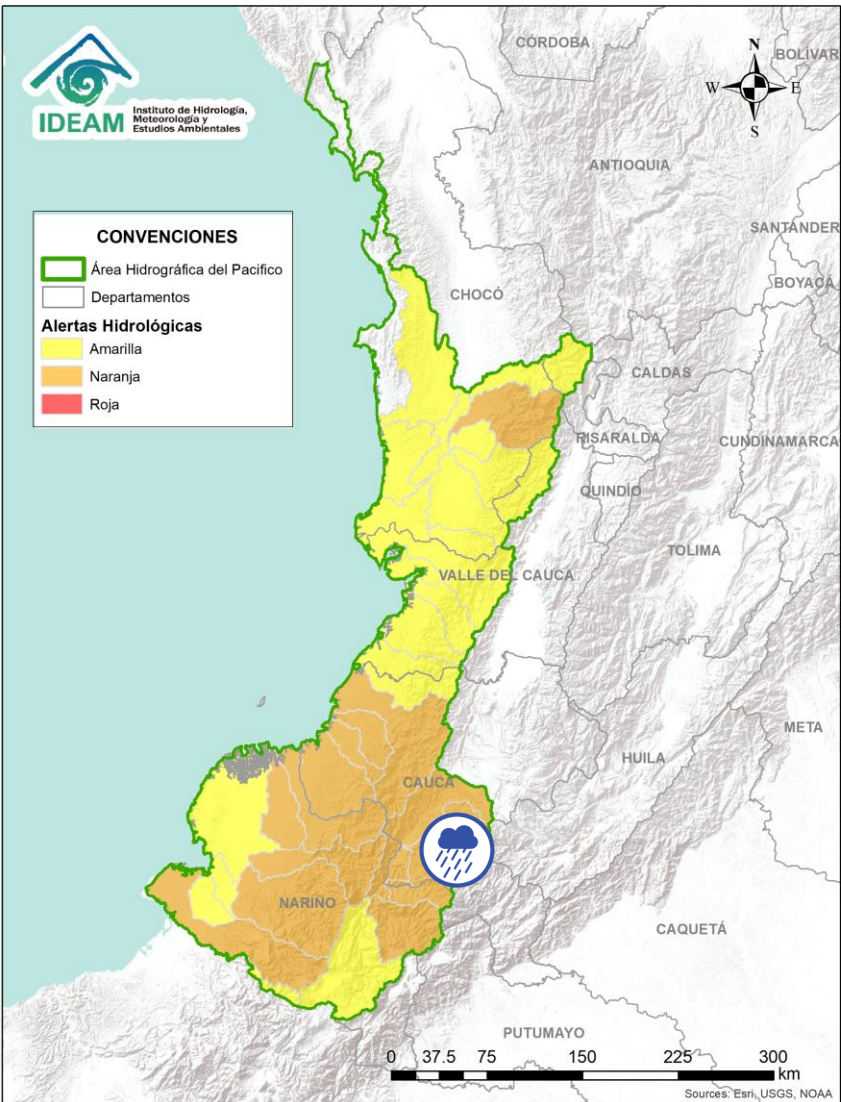 IDEAM
Instituto de Hidrología,
Meteorología y
Estudios Ambientales
CÓRDOBA
BOLÍVAR
N
W
E
S
ANTIOQUIA
SANTANDER
BOYACÁ
CONVENCIONES
Área Hidrográfica del Pacifico
Departamentos
Alertas Hidrológicas
Amarilla
Naranja
Roja
CHOCÓ
CALDAS
RISARALDA
CUNDINAMARCA
QUINDÍO
TOLIMA
VALLE DEL CAUCA
META
HUILA
CAUCA
NARIÑO
CAQUETÁ
PUTUMAYO
0 37.5 75 150 225 300
km
Sources: Esri, USGS, NOAA